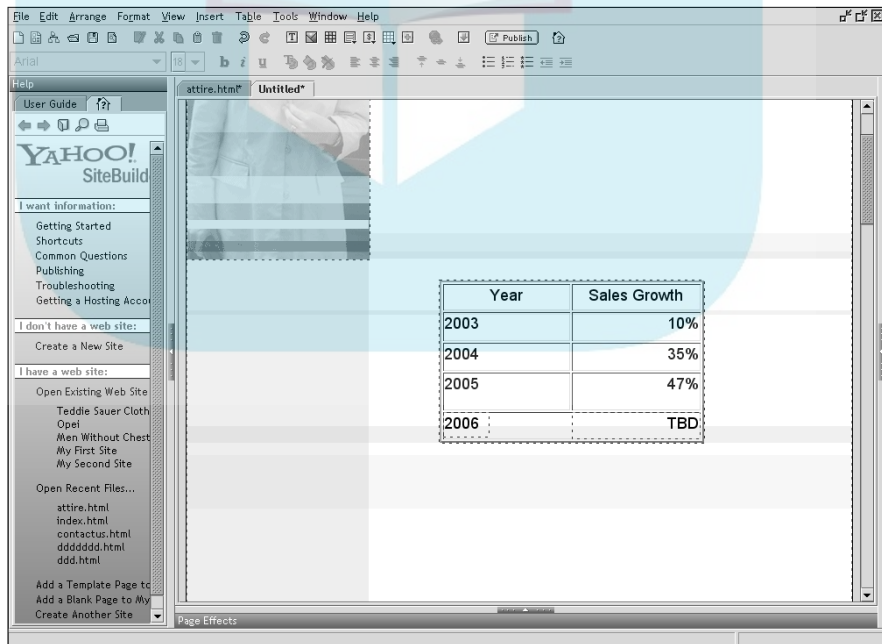 File Edit Arrange Format View Insert Table Tools Window Help
Publish
Arial 18 b i u
Help
User Guide
YAHOO!
SiteBuild
I want information:
Getting Started
Shortcuts
Common Questions
Publishing
Troubleshooting
Getting a Hosting Accou
I don't have a web site:
Create a New Site
I have a web site:
Open Existing Web Site
Teddie Sauer Cloth
Opei
Men Without Chest
My First Site
My Second Site
Open Recent Files...
attire.html
index.html
contactus.html
ddddddd.html
ddd.html
Add a Template Page to
Add a Blank Page to My
Create Another Site
attire.html* Untitled*
Year Sales Growth
2003 10%
2004 35%
2005 47%
2006 TBD
Page Effects